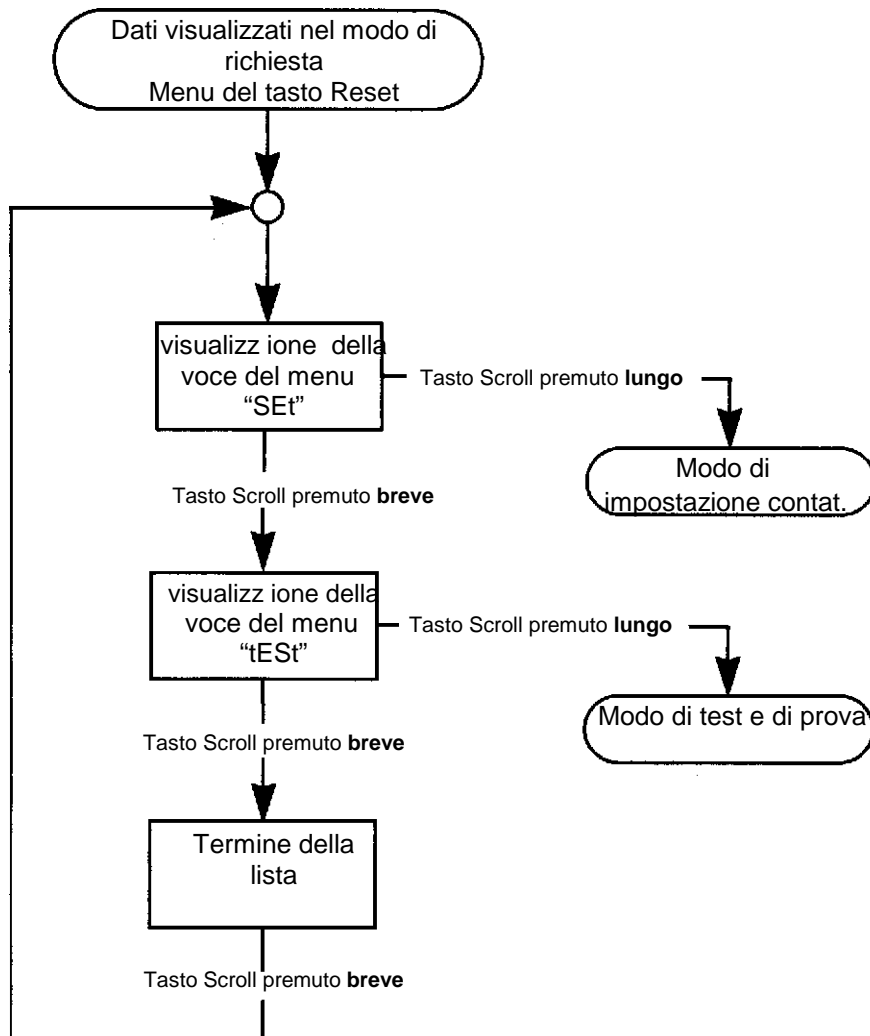 Dati visualizzati nel modo di
richiesta
Menu del tasto Reset
visualizz ione della
voce del menu
“SEt”
Tasto Scroll premuto lungo
Modo di
impostazione contat.
Tasto Scroll premuto breve
visualizz ione della
voce del menu
“tESt”
Tasto Scroll premuto lungo
Modo di test e di prova
Tasto Scroll premuto breve
Termine della
lista
Tasto Scroll premuto breve